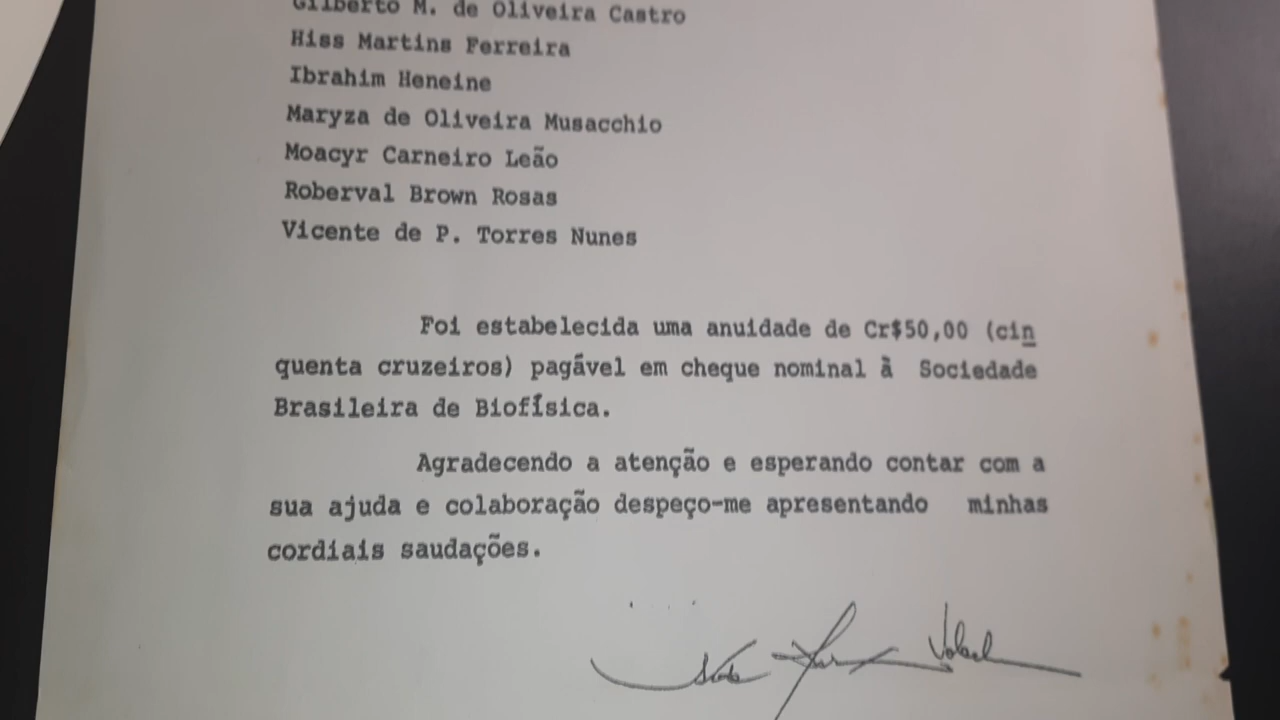 Gilberto M. de Oliveira Castro
Hiss Martins Ferreira
Ibrahim Heneine
Maryza de Oliveira Musacchio
Moacyr Carneiro Leão
Roberval Brown Rosas
Vicente de P. Torres Nunes
Foi estabelecida uma anuidade de Cr$50,00 (cin
quenta cruzeiros) pagável em cheque nominal à Sociedade
Brasileira de Biofísica.
Agradecendo a atenção e esperando contar com a
sua ajuda e colaboração despeço-me apresentando minhas
cordiais saudações.